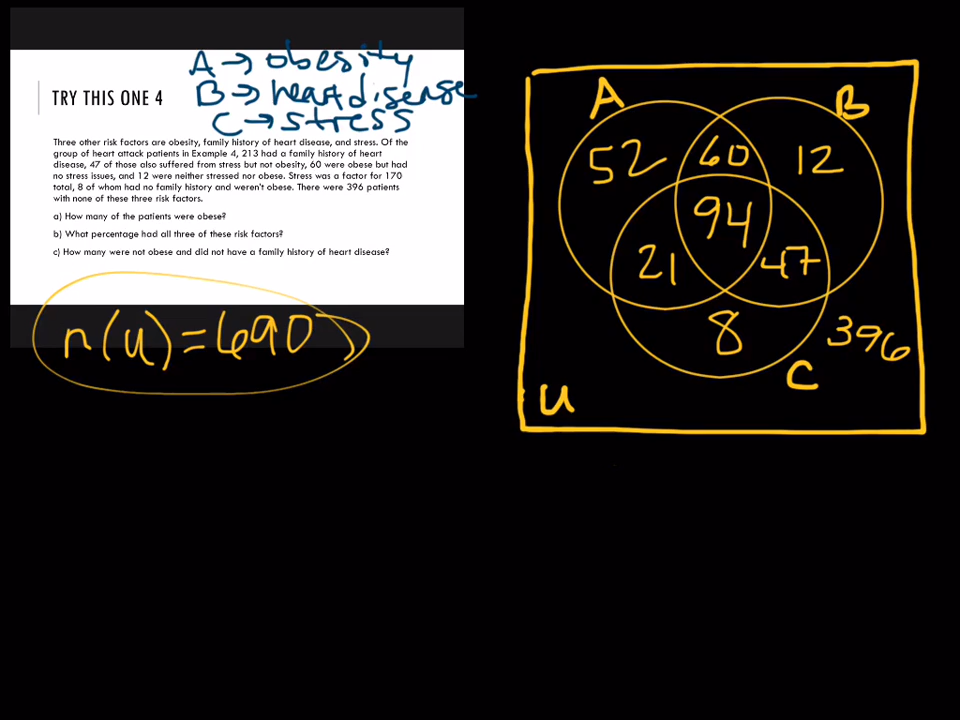 A → obesity
B → heart disease
C → stress
TRY THIS ONE 4
Three other risk factors are obesity, family history of heart disease, and stress. Of the
group of heart attack patients in Example 4, 213 had a family history of heart
disease, 47 of those also suffered from stress but not obesity, 60 were obese but had
no stress issues, and 12 were neither stressed nor obese. Stress was a factor for 170
total, 8 of whom had no family history and weren't obese. There were 396 patients
with none of these three risk factors.
a) How many of the patients were obese?
b) What percentage had all three of these risk factors?
c) How many were not obese and did not have a family history of heart disease?
n(u) = 690
A
B
52
60
12
94
21
47
8
396
C
U